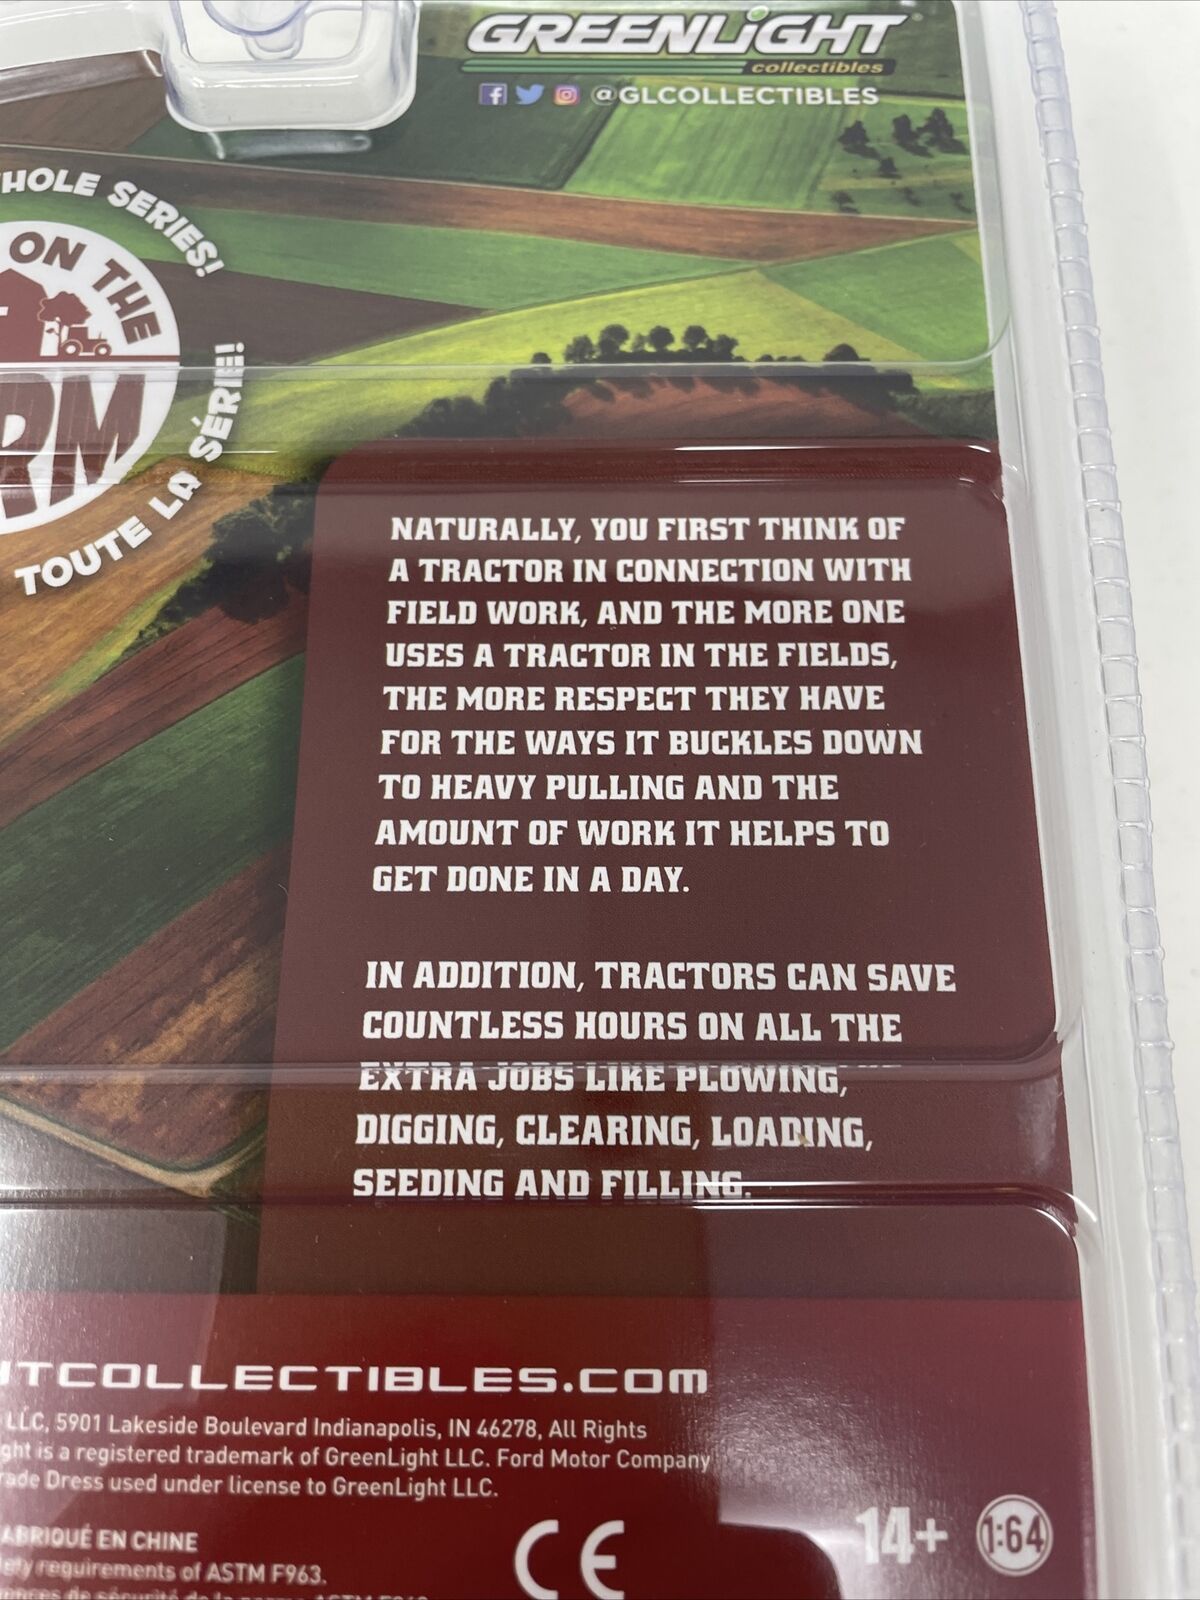 GREENLiGHT
collectibles
@GLCOLLECTIBLES
WHOLE SERIES!
ON THE
TOUTE LA SÉRIE!
NATURALLY, YOU FIRST THINK OF
A TRACTOR IN CONNECTION WITH
FIELD WORK, AND THE MORE ONE
USES A TRACTOR IN THE FIELDS,
THE MORE RESPECT THEY HAVE
FOR THE WAYS IT BUCKLES DOWN
TO HEAVY PULLING AND THE
AMOUNT OF WORK IT HELPS TO
GET DONE IN A DAY.
IN ADDITION, TRACTORS CAN SAVE
COUNTLESS HOURS ON ALL THE
EXTRA JOBS LIKE PLOWING,
DIGGING, CLEARING, LOADING,
SEEDING AND FILLING.
HTCOLLECTIBLES.COM
LLC, 5901 Lakeside Boulevard Indianapolis, IN 46278, All Rights
ght is a registered trademark of GreenLight LLC. Ford Motor Company
rade Dress used under license to GreenLight LLC.
FABRIQUÉ EN CHINE
ety requirements of ASTM F963.
CE
14+
1:64